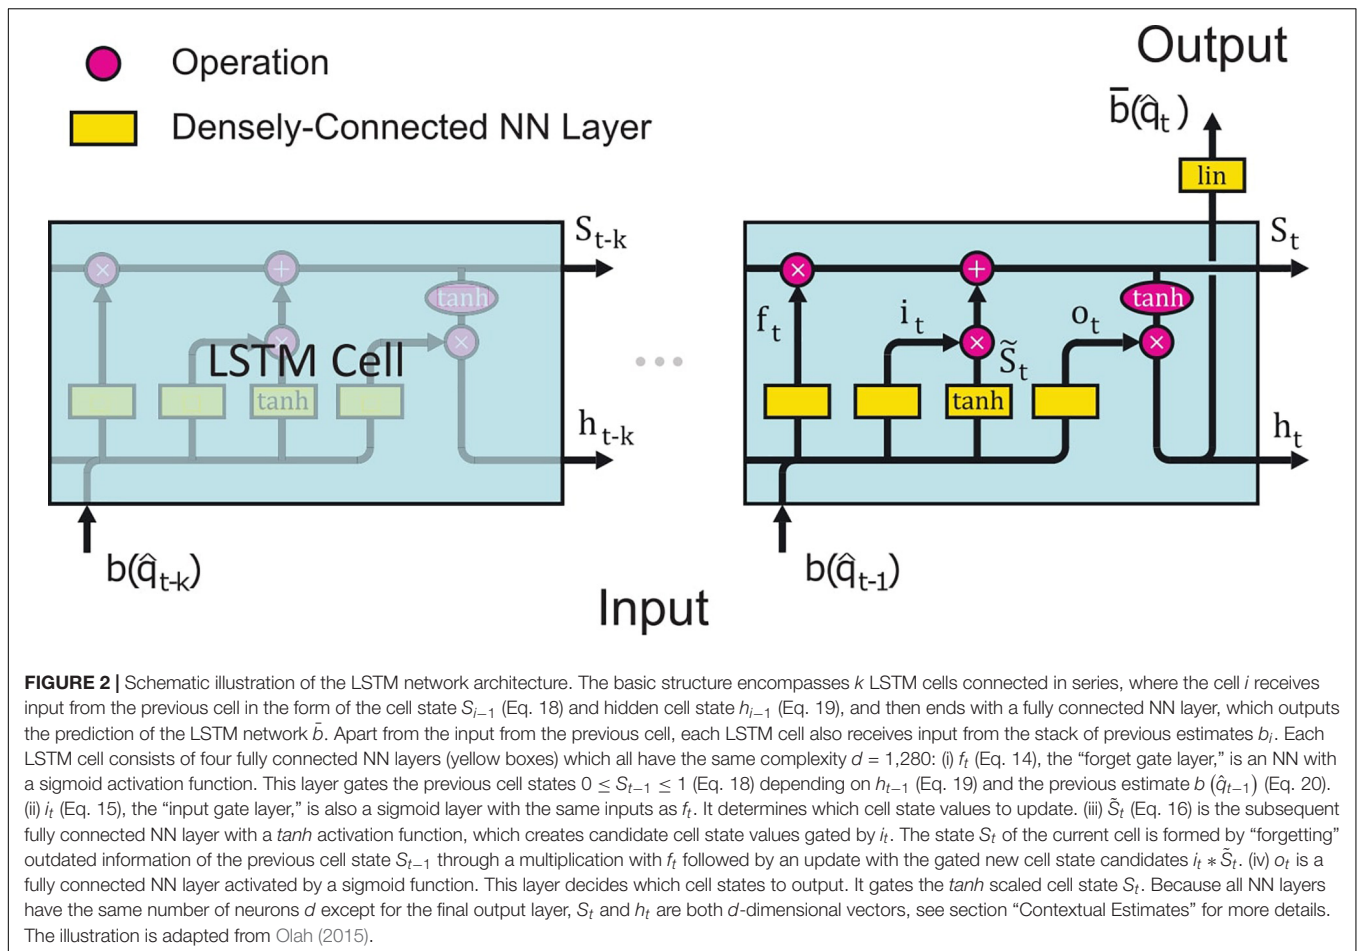 Operation
Densely-Connected NN Layer
Output
b̄(q̂ₜ)
lin
Sₜ₋ₖ
Sₜ
× + tanh × ×
LSTM Cell
tanh
hₜ₋ₖ
...
× + tanh
fₜ iₜ × S̃ₜ oₜ ×
tanh
hₜ
b(q̂ₜ₋ₖ)
b(q̂ₜ₋₁)
Input
FIGURE 2 | Schematic illustration of the LSTM network architecture. The basic structure encompasses k LSTM cells connected in series, where the cell i receives
input from the previous cell in the form of the cell state Sᵢ₋₁ (Eq. 18) and hidden cell state hᵢ₋₁ (Eq. 19), and then ends with a fully connected NN layer, which outputs
the prediction of the LSTM network b̄. Apart from the input from the previous cell, each LSTM cell also receives input from the stack of previous estimates bᵢ. Each
LSTM cell consists of four fully connected NN layers (yellow boxes) which all have the same complexity d = 1,280: (i) fₜ (Eq. 14), the “forget gate layer,” is an NN with
a sigmoid activation function. This layer gates the previous cell states 0 ≤ Sₜ₋₁ ≤ 1 (Eq. 18) depending on hₜ₋₁ (Eq. 19) and the previous estimate b (q̂ₜ₋₁) (Eq. 20).
(ii) iₜ (Eq. 15), the “input gate layer,” is also a sigmoid layer with the same inputs as fₜ. It determines which cell state values to update. (iii) S̃ₜ (Eq. 16) is the subsequent
fully connected NN layer with a tanh activation function, which creates candidate cell state values gated by iₜ. The state Sₜ of the current cell is formed by “forgetting”
outdated information of the previous cell state Sₜ₋₁ through a multiplication with fₜ followed by an update with the gated new cell state candidates iₜ ∗ S̃ₜ. (iv) oₜ is a
fully connected NN layer activated by a sigmoid function. This layer decides which cell states to output. It gates the tanh scaled cell state Sₜ. Because all NN layers
have the same number of neurons d except for the final output layer, Sₜ and hₜ are both d-dimensional vectors, see section “Contextual Estimates” for more details.
The illustration is adapted from Olah (2015).